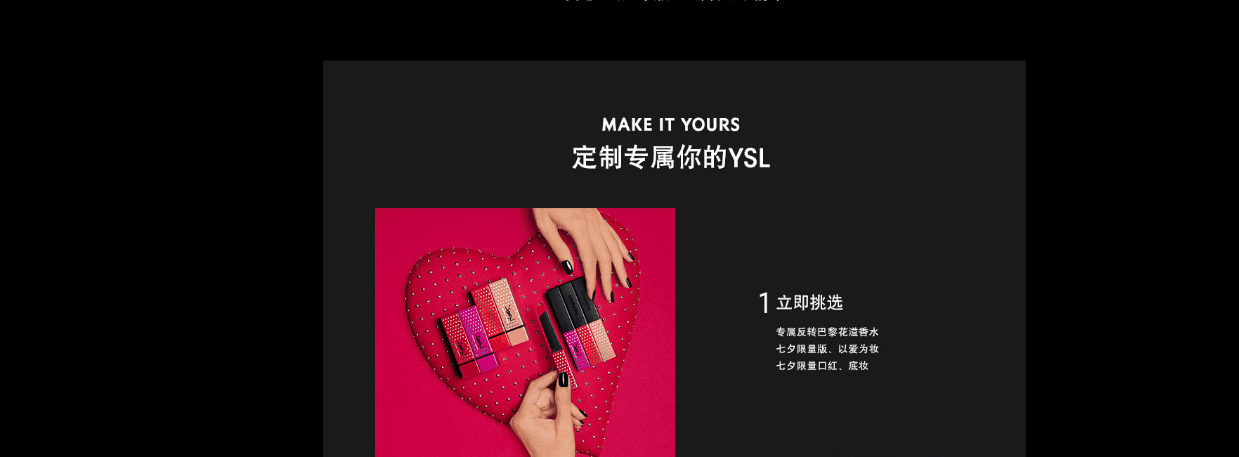 MAKE IT YOURS
定制专属你的YSL
1 立即挑选
专属反转巴黎花溢香水
七夕限量版、以爱为妆
七夕限量口红、底妆